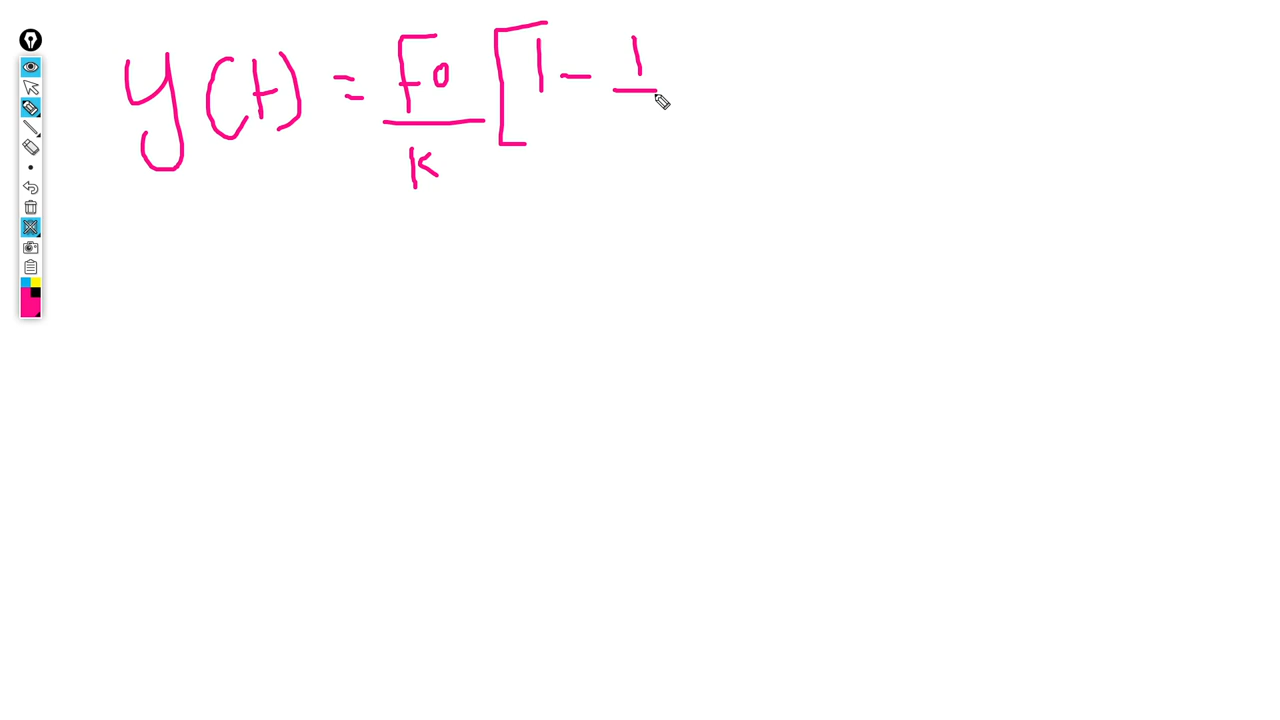 y(t) = Fo/K [1 - 1/